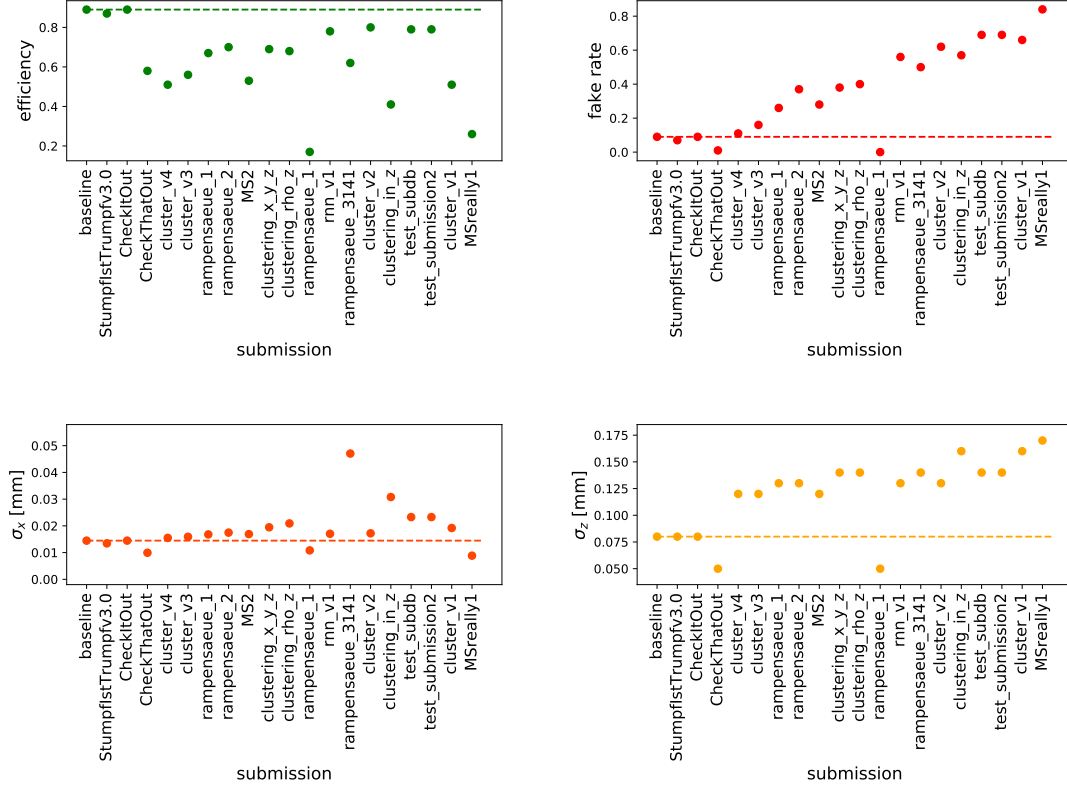 efficiency
0.8
0.6
0.4
0.2
baseline
StumpfIstTrumpfv3.0
CheckItOut
CheckThatOut
cluster_v4
cluster_v3
rampensaeue_1
rampensaeue_2
MS2
clustering_x_y_z
clustering_rho_z
rampensaeue_1
rnn_v1
rampensaeue_3141
cluster_v2
clustering_in_z
test_subdb
test_submission2
cluster_v1
MSreally1
submission
fake rate
0.8
0.6
0.4
0.2
0.0
baseline
StumpfIstTrumpfv3.0
CheckItOut
CheckThatOut
cluster_v4
cluster_v3
rampensaeue_1
rampensaeue_2
MS2
clustering_x_y_z
clustering_rho_z
rampensaeue_1
rnn_v1
rampensaeue_3141
cluster_v2
clustering_in_z
test_subdb
test_submission2
cluster_v1
MSreally1
submission
σx [mm]
0.05
0.04
0.03
0.02
0.01
0.00
baseline
StumpfIstTrumpfv3.0
CheckItOut
CheckThatOut
cluster_v4
cluster_v3
rampensaeue_1
rampensaeue_2
MS2
clustering_x_y_z
clustering_rho_z
rampensaeue_1
rnn_v1
rampensaeue_3141
cluster_v2
clustering_in_z
test_subdb
test_submission2
cluster_v1
MSreally1
submission
σz [mm]
0.175
0.150
0.125
0.100
0.075
0.050
baseline
StumpfIstTrumpfv3.0
CheckItOut
CheckThatOut
cluster_v4
cluster_v3
rampensaeue_1
rampensaeue_2
MS2
clustering_x_y_z
clustering_rho_z
rampensaeue_1
rnn_v1
rampensaeue_3141
cluster_v2
clustering_in_z
test_subdb
test_submission2
cluster_v1
MSreally1
submission